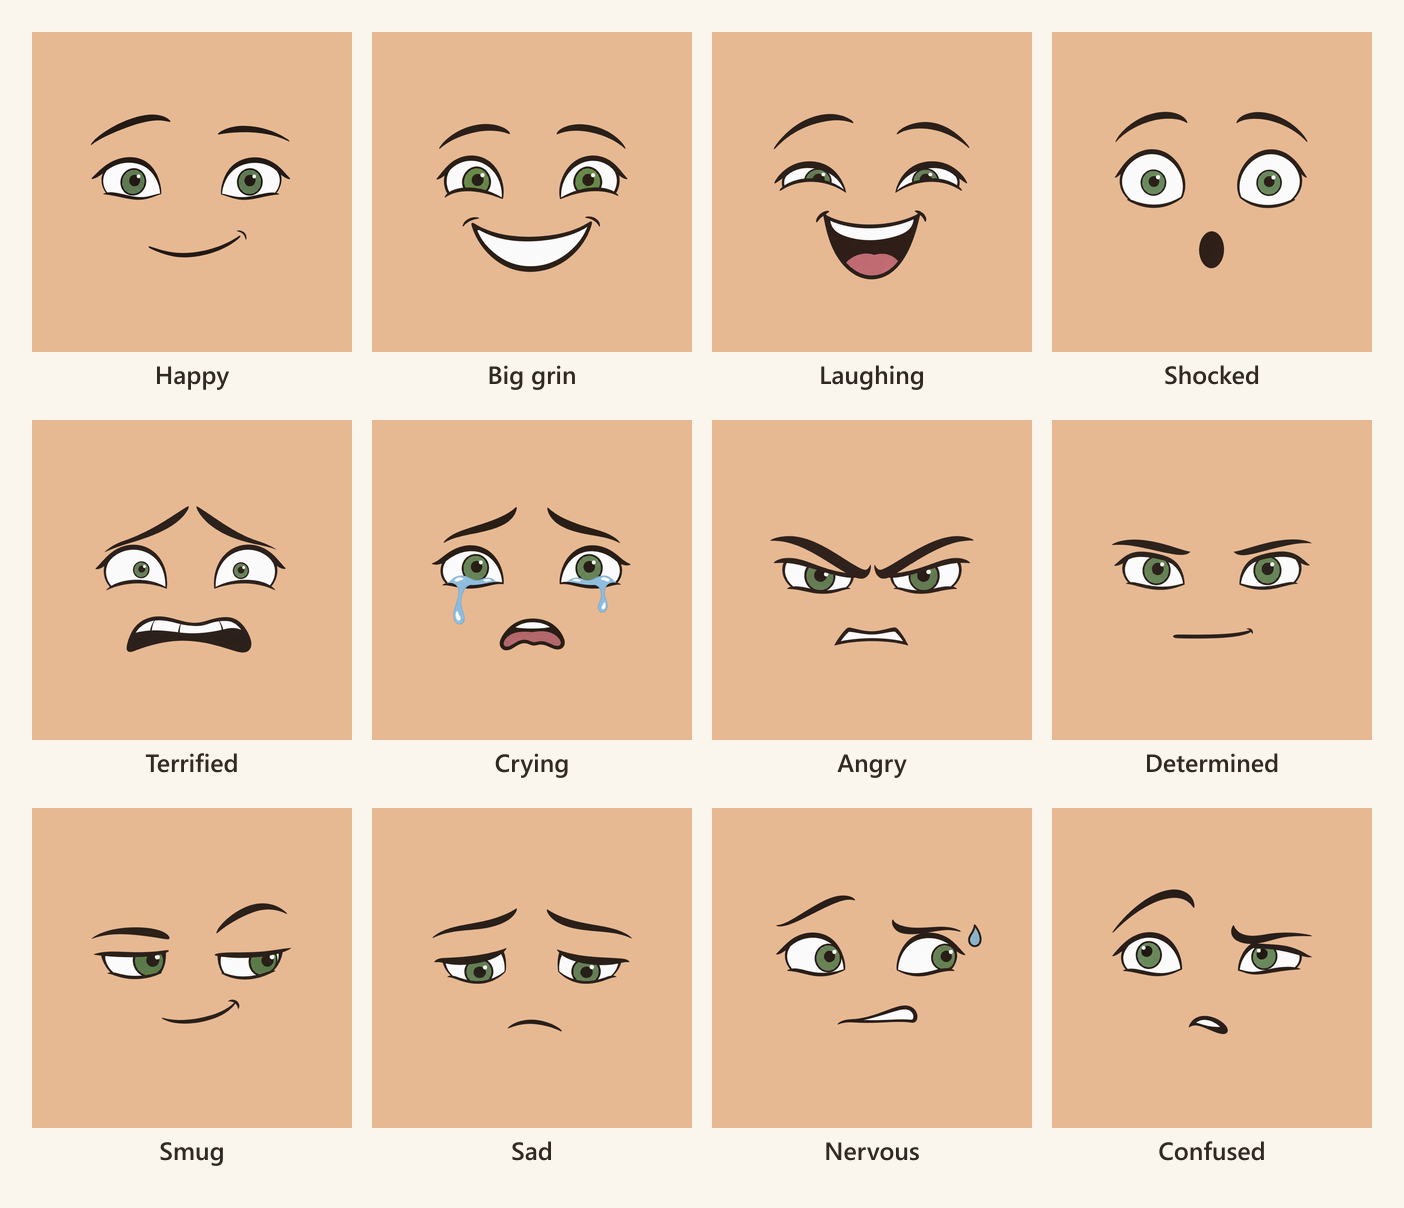 Happy
Big grin
Laughing
Shocked
Terrified
Crying
Angry
Determined
Smug
Sad
Nervous
Confused